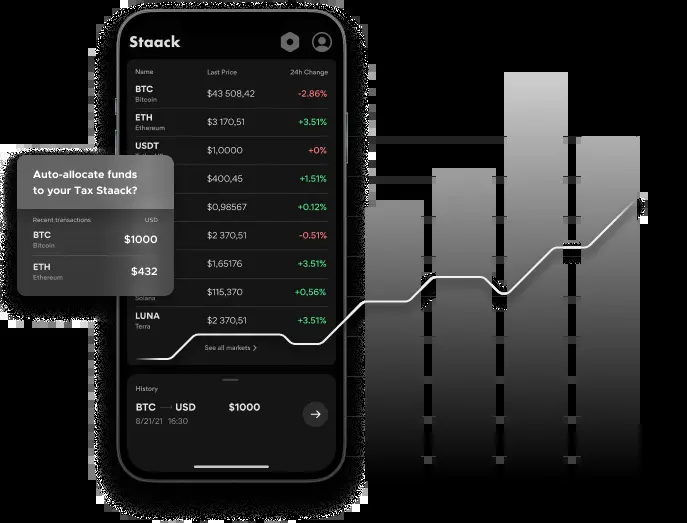 Staack
Name Last Price 24h Change
BTC $43 508,42 -2.86%
Bitcoin
ETH $3 170,51 +3.51%
Ethereum
USDT $1,0000 +0%
$400,45 +1.51%
$0,98567 +0.12%
$2 370,51 -0.51%
$1,65176 +3.51%
$115,370 +0,56%
Solana
LUNA $2 370,51 +3.51%
Terra
See all markets >
Auto-allocate funds
to your Tax Staack?
Recent transactions USD
BTC $1000
Bitcoin
ETH $432
Ethereum
History
BTC — USD $1000
8/21/21 16:30